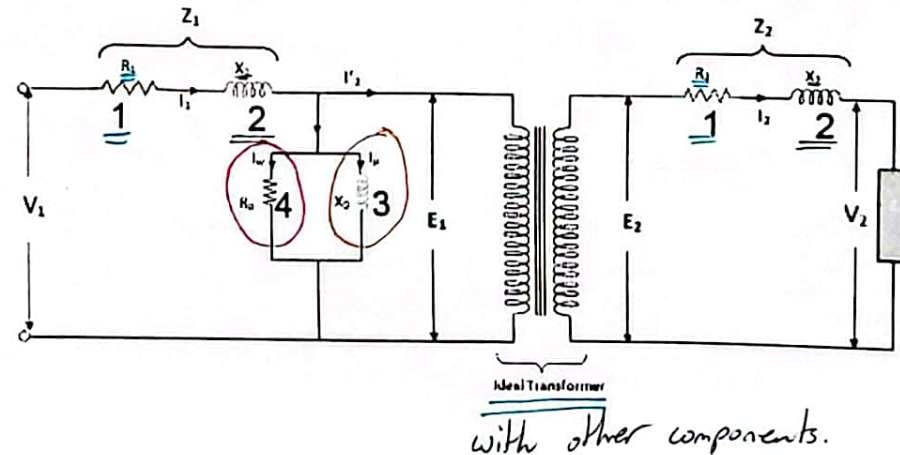 Z₁
Z₂
R₁
X₁
I'₂
R₂
X₂
I₁
I₂
1
2
1
2
Iw
Iμ
V₁
R₀
4
X₀
3
E₁
E₂
V₂
Ideal Transformer
with other components.